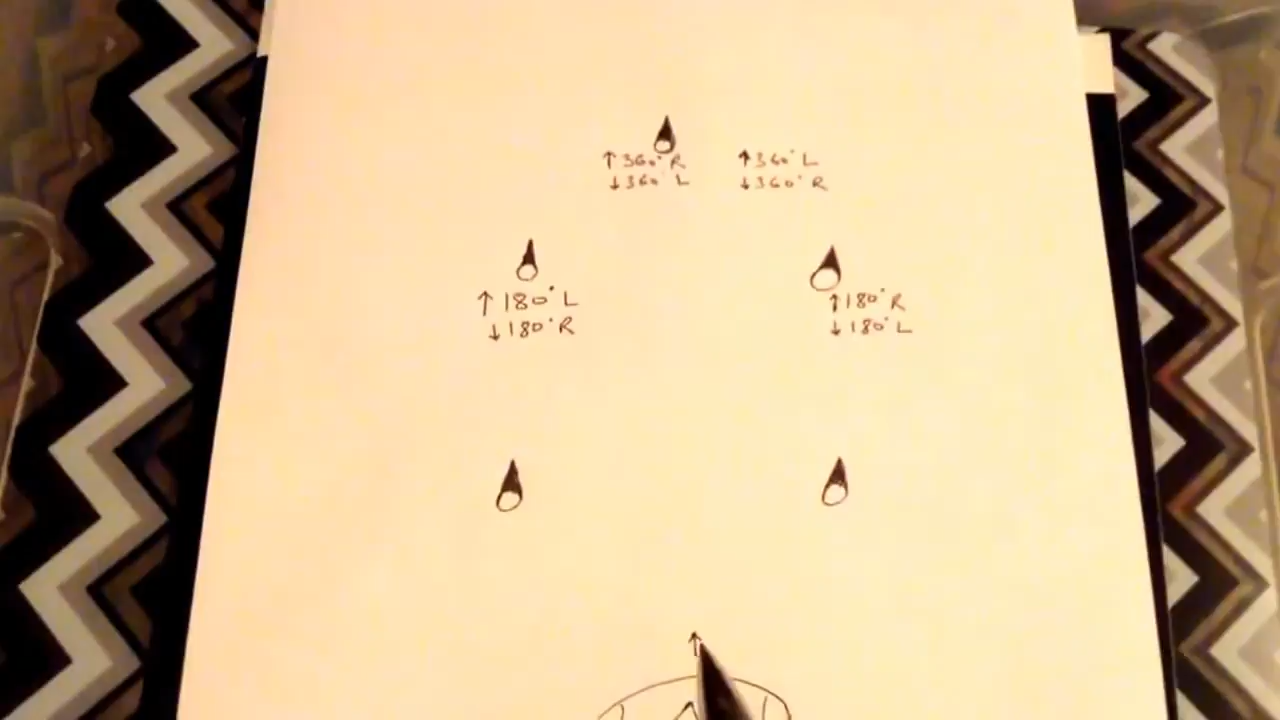 ↑360° R ↑360° L
↓360° L ↓360° R
↑180° L ↑180° R
↓180° R ↓180° L
↑